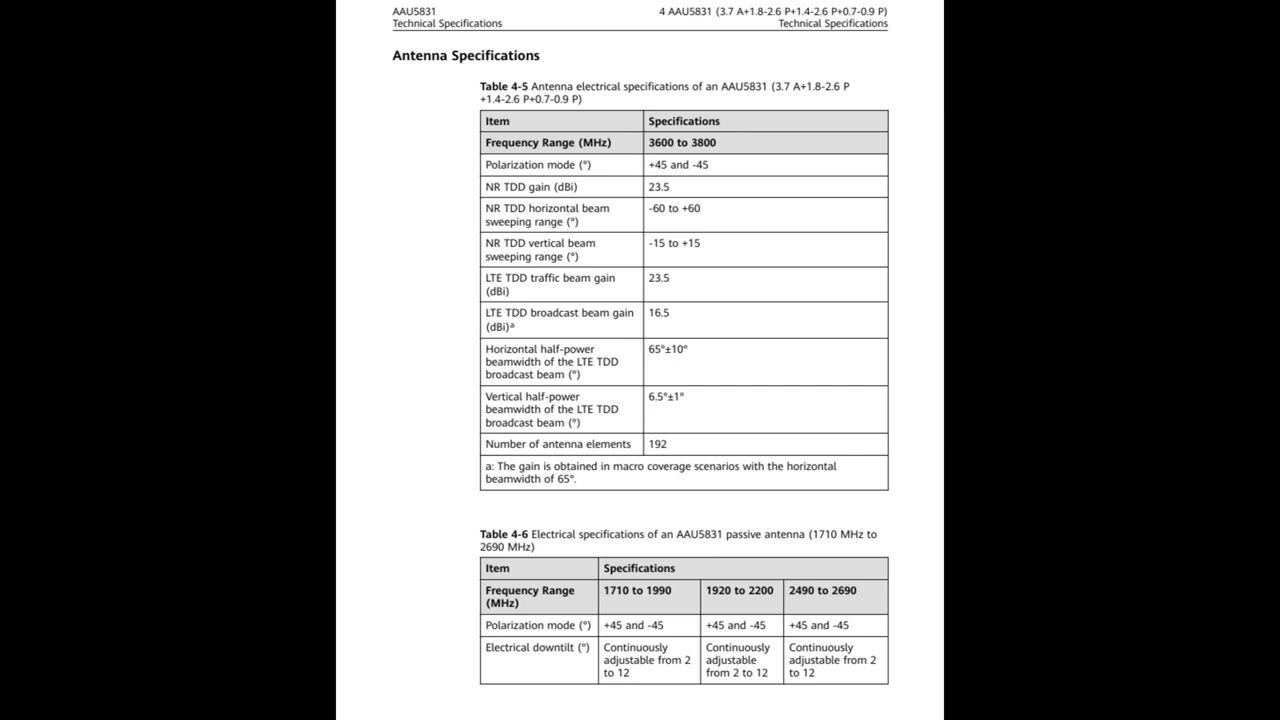 AAU5831
Technical Specifications
4 AAU5831 (3.7 A+1.8-2.6 P+1.4-2.6 P+0.7-0.9 P)
Technical Specifications
Antenna Specifications
Table 4-5 Antenna electrical specifications of an AAU5831 (3.7 A+1.8-2.6 P
+1.4-2.6 P+0.7-0.9 P)
Item Specifications
Frequency Range (MHz) 3600 to 3800
Polarization mode (°) +45 and -45
NR TDD gain (dBi) 23.5
NR TDD horizontal beam -60 to +60
sweeping range (°)
NR TDD vertical beam -15 to +15
sweeping range (°)
LTE TDD traffic beam gain 23.5
(dBi)
LTE TDD broadcast beam gain 16.5
(dBi)ª
Horizontal half-power 65°±10°
beamwidth of the LTE TDD
broadcast beam (°)
Vertical half-power 6.5°±1°
beamwidth of the LTE TDD
broadcast beam (°)
Number of antenna elements 192
a: The gain is obtained in macro coverage scenarios with the horizontal
beamwidth of 65°.
Table 4-6 Electrical specifications of an AAU5831 passive antenna (1710 MHz to
2690 MHz)
Item Specifications
Frequency Range 1710 to 1990 1920 to 2200 2490 to 2690
(MHz)
Polarization mode (°) +45 and -45 +45 and -45 +45 and -45
Electrical downtilt (°) Continuously Continuously Continuously
adjustable from 2 adjustable adjustable from 2
to 12 from 2 to 12 to 12